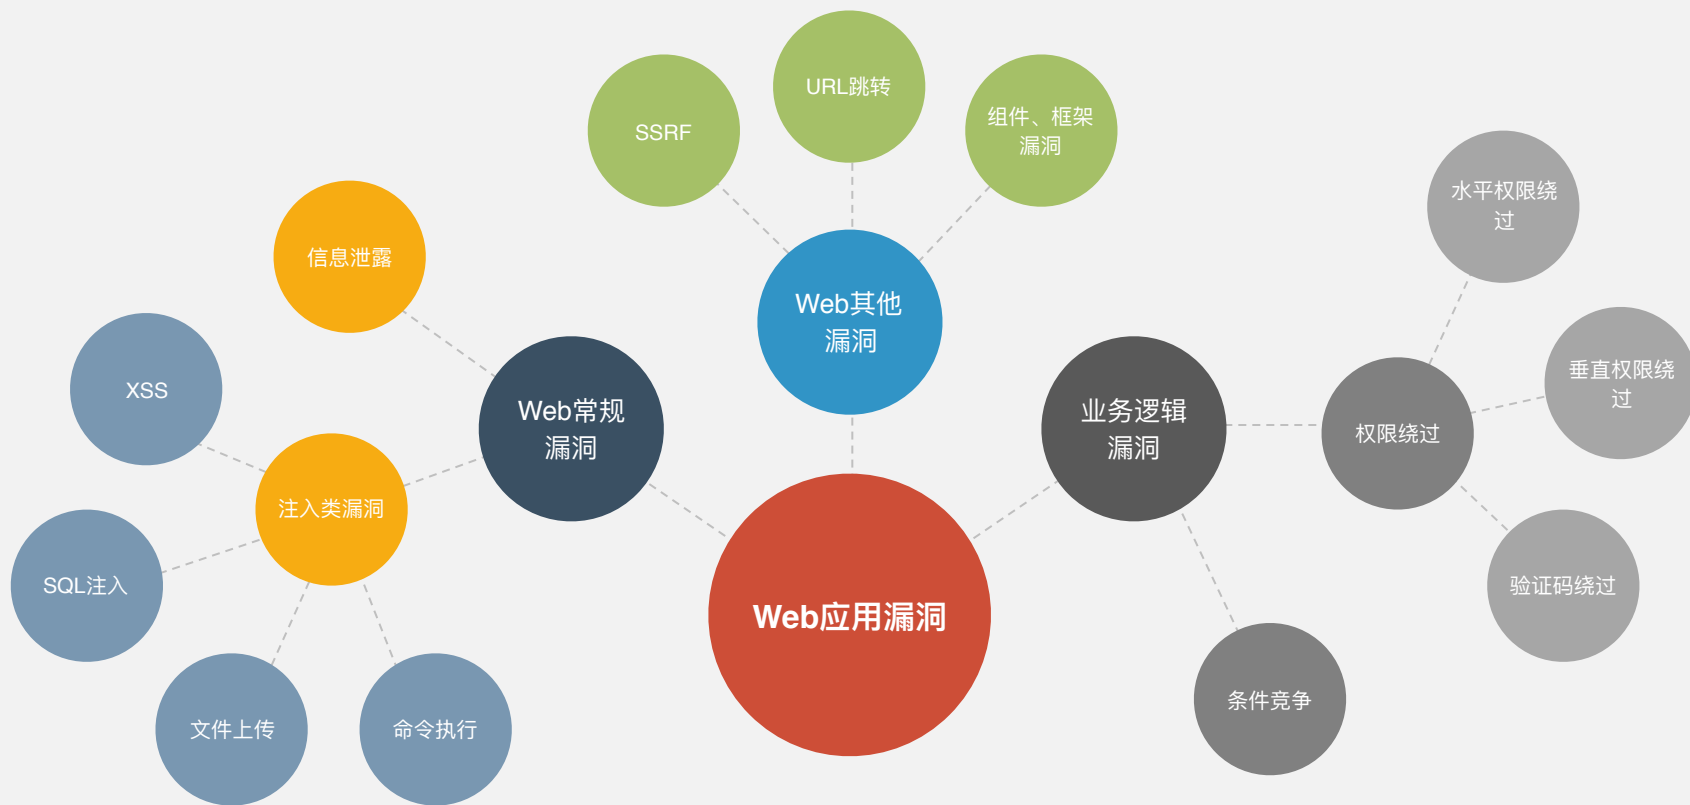 URL跳转
SSRF
组件、框架
漏洞
水平权限绕
过
信息泄露
Web其他
漏洞
垂直权限绕
过
XSS
Web常规
漏洞
业务逻辑
漏洞
权限绕过
注入类漏洞
SQL注入
验证码绕过
Web应用漏洞
条件竞争
文件上传
命令执行